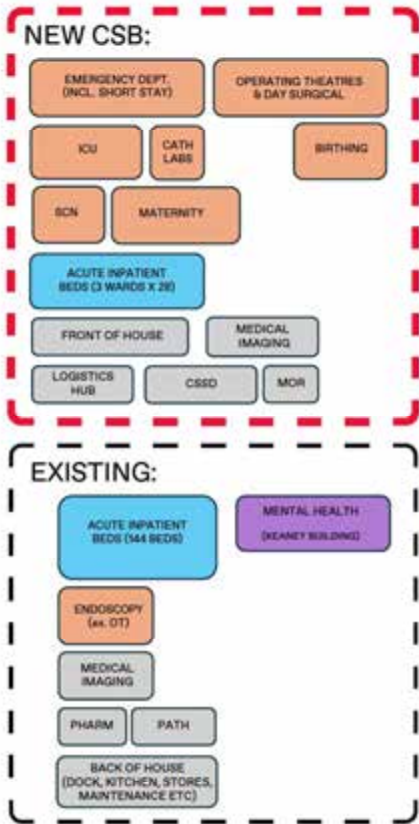 NEW CSB:
EMERGENCY DEPT.
(INCL. SHORT STAY)
OPERATING THEATRES
& DAY SURGICAL
ICU
CATH
LABS
BIRTHING
SCN
MATERNITY
ACUTE INPATIENT
BEDS (3 WARDS X 28)
FRONT OF HOUSE
MEDICAL
IMAGING
LOGISTICS
HUB
CSSD
MOR
EXISTING:
ACUTE INPATIENT
BEDS (144 BEDS)
MENTAL HEALTH
(KEANEY BUILDING)
ENDOSCOPY
(ex. OT)
MEDICAL
IMAGING
PHARM
PATH
BACK OF HOUSE
(DOCK, KITCHEN, STORES,
MAINTENANCE ETC)